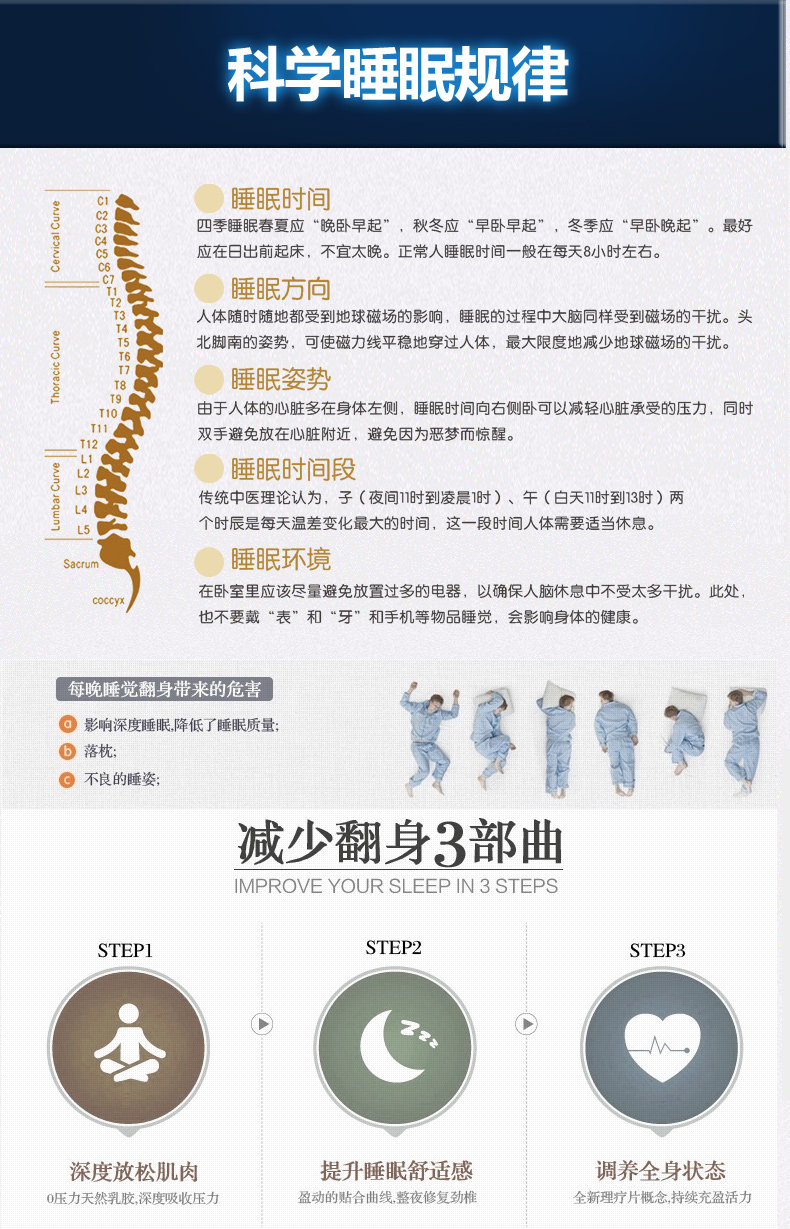 科学睡眠规律
Cervical Curve
C1
C2
C3
C4
C5
C6
C7
Thoracic Curve
T1
T2
T3
T4
T5
T6
T7
T8
T9
T10
T11
T12
Lumbar Curve
L1
L2
L3
L4
L5
Sacrum
coccyx
睡眠时间
四季睡眠春夏应“晚卧早起”，秋冬应“早卧早起”，冬季应“早卧晚起”。最好
应在日出前起床，不宜太晚。正常人睡眠时间一般在每天8小时左右。
睡眠方向
人体随时随地都受到地球磁场的影响，睡眠的过程中大脑同样受到磁场的干扰。头
北脚南的姿势，可使磁力线平稳地穿过人体，最大限度地减少地球磁场的干扰。
睡眠姿势
由于人体的心脏多在身体左侧，睡眠时间向右侧卧可以减轻心脏承受的压力，同时
双手避免放在心脏附近，避免因为恶梦而惊醒。
睡眠时间段
传统中医理论认为，子（夜间11时到凌晨1时）、午（白天11时到13时）两
个时辰是每天温差变化最大的时间，这一段时间人体需要适当休息。
睡眠环境
在卧室里应该尽量避免放置过多的电器，以确保人脑休息中不受太多干扰。此处，
也不要戴“表”和“牙”和手机等物品睡觉，会影响身体的健康。
每晚睡觉翻身带来的危害
a 影响深度睡眠,降低了睡眠质量;
b 落枕;
c 不良的睡姿;
减少翻身3部曲
IMPROVE YOUR SLEEP IN 3 STEPS
STEP1
STEP2
STEP3
zzz
深度放松肌肉
提升睡眠舒适感
调养全身状态
0压力天然乳胶,深度吸收压力
盈动的贴合曲线,整夜修复劲椎
全新理疗片概念,持续充盈活力